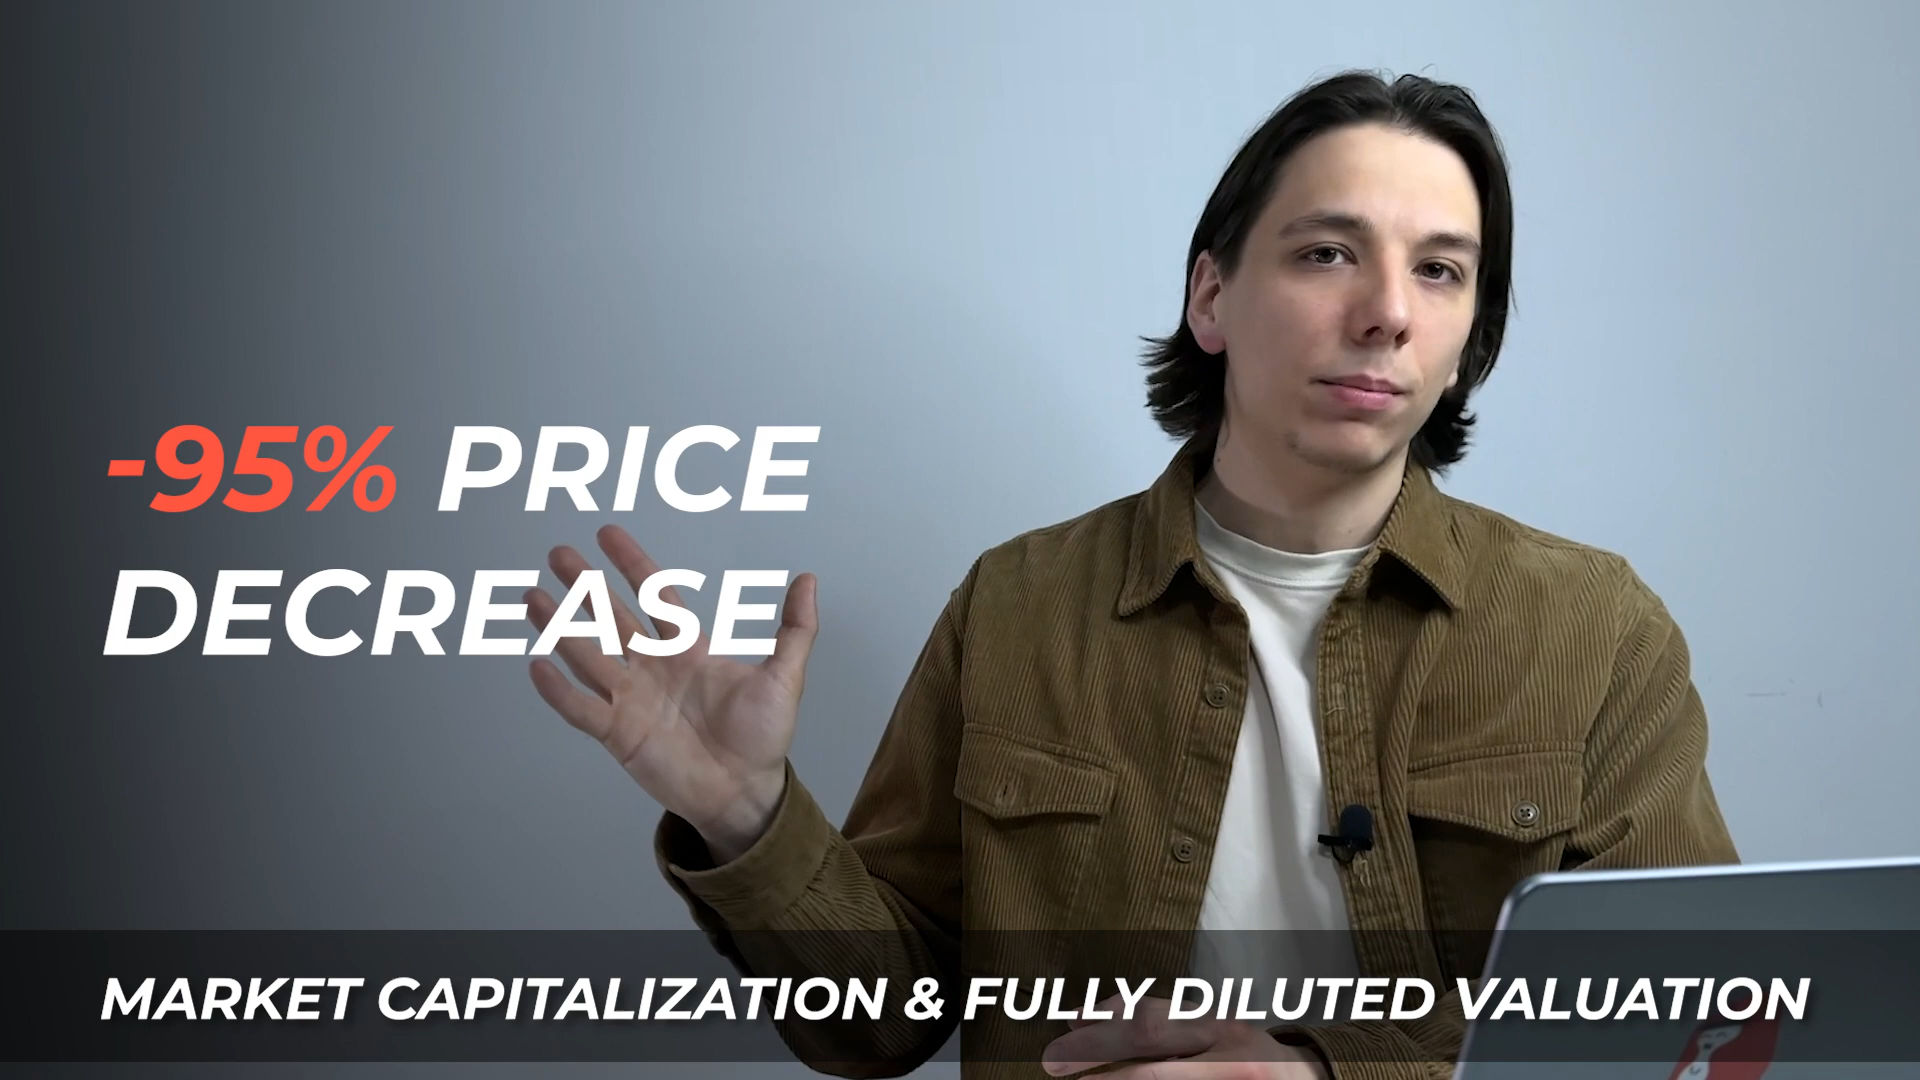 -95% PRICE
DECREASE
MARKET CAPITALIZATION & FULLY DILUTED VALUATION